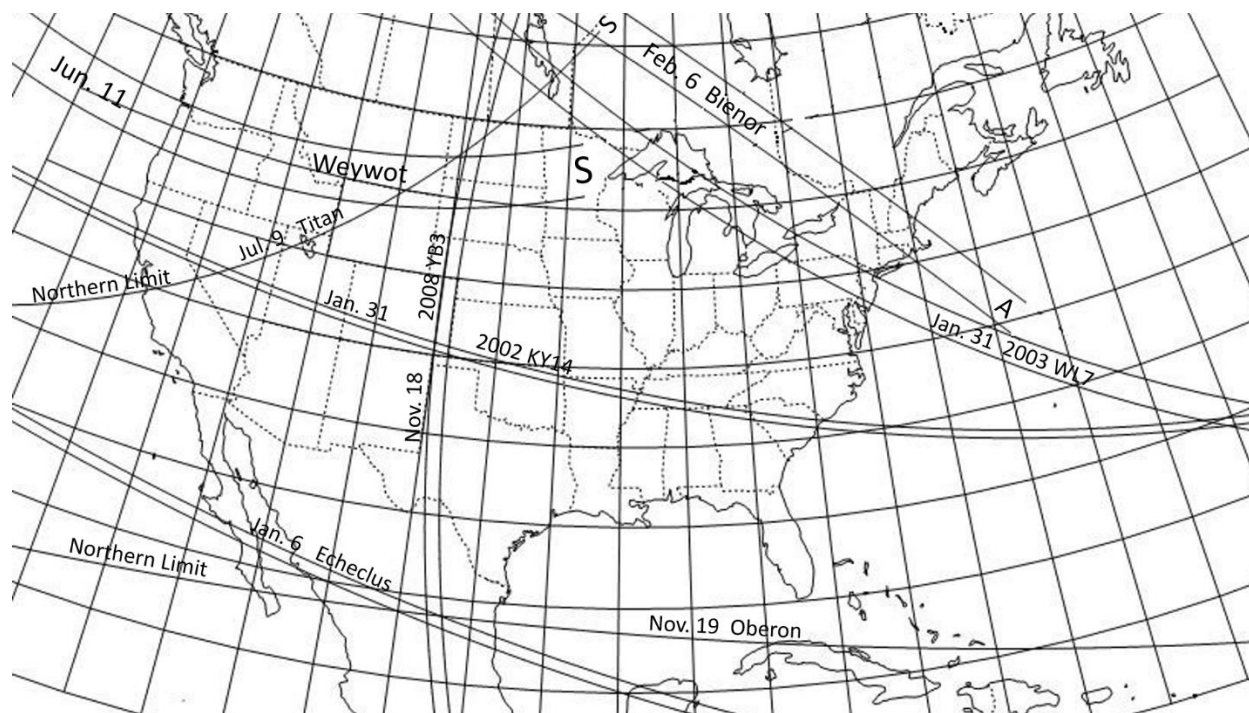 S
Feb. 6 Bienor
Jun. 11
Weywot
S
Jul. 9 Titan
Northern Limit
2008 YB3
Jan. 31
2002 KY14
A
Jan. 31 2003 WL7
Nov. 18
Jan. 6 Echeclus
Northern Limit
Nov. 19 Oberon